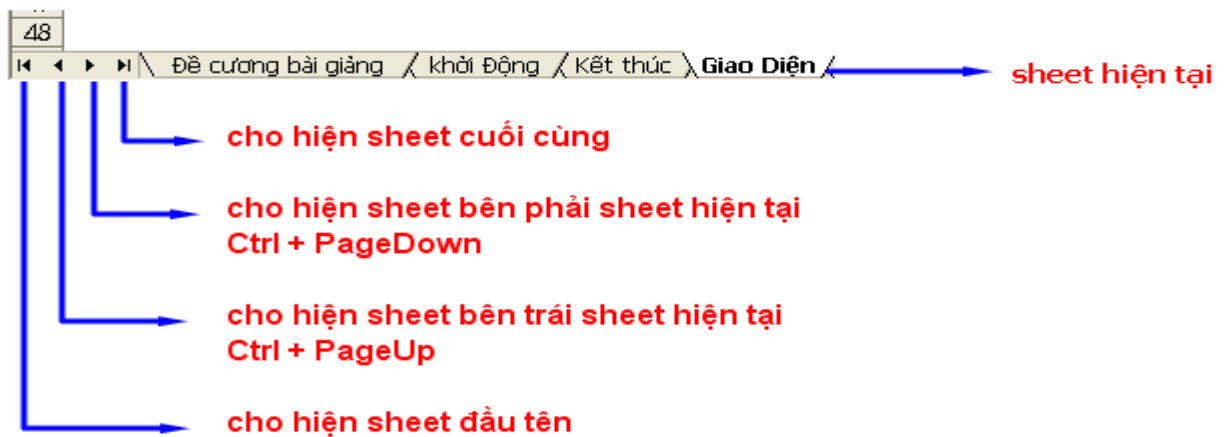 48
Đề cương bài giảng khởi Động Kết thúc Giao Diện
sheet hiện tại
cho hiện sheet cuối cùng
cho hiện sheet bên phải sheet hiện tại
Ctrl + PageDown
cho hiện sheet bên trái sheet hiện tại
Ctrl + PageUp
cho hiện sheet đầu tên